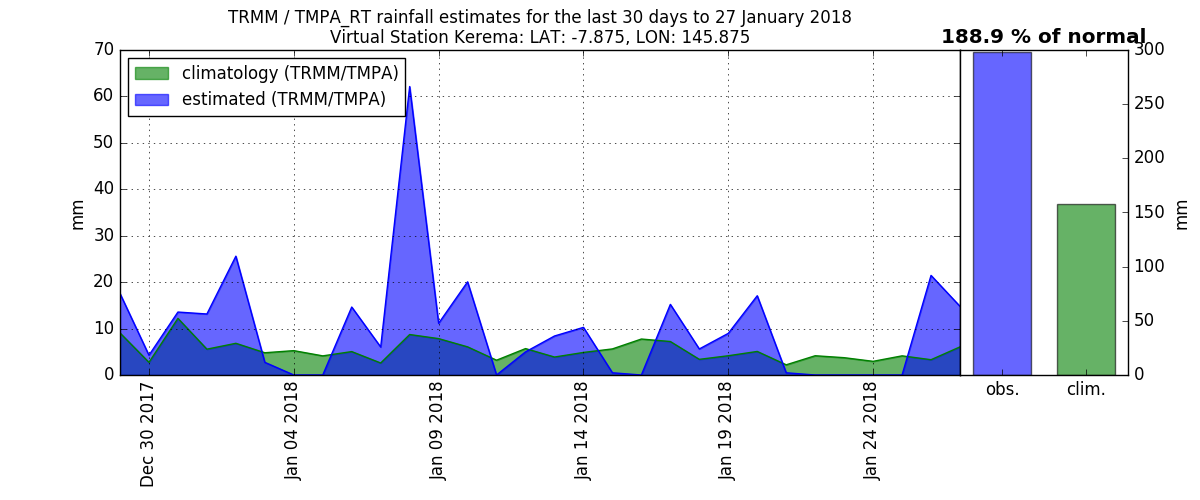 TRMM / TMPA_RT rainfall estimates for the last 30 days to 27 January 2018
Virtual Station Kerema: LAT: -7.875, LON: 145.875
188.9 % of normal
climatology (TRMM/TMPA)
estimated (TRMM/TMPA)
mm
70
60
50
40
30
20
10
0
Dec 30 2017
Jan 04 2018
Jan 09 2018
Jan 14 2018
Jan 19 2018
Jan 24 2018
obs.
clim.
300
250
200
150
100
50
0
mm